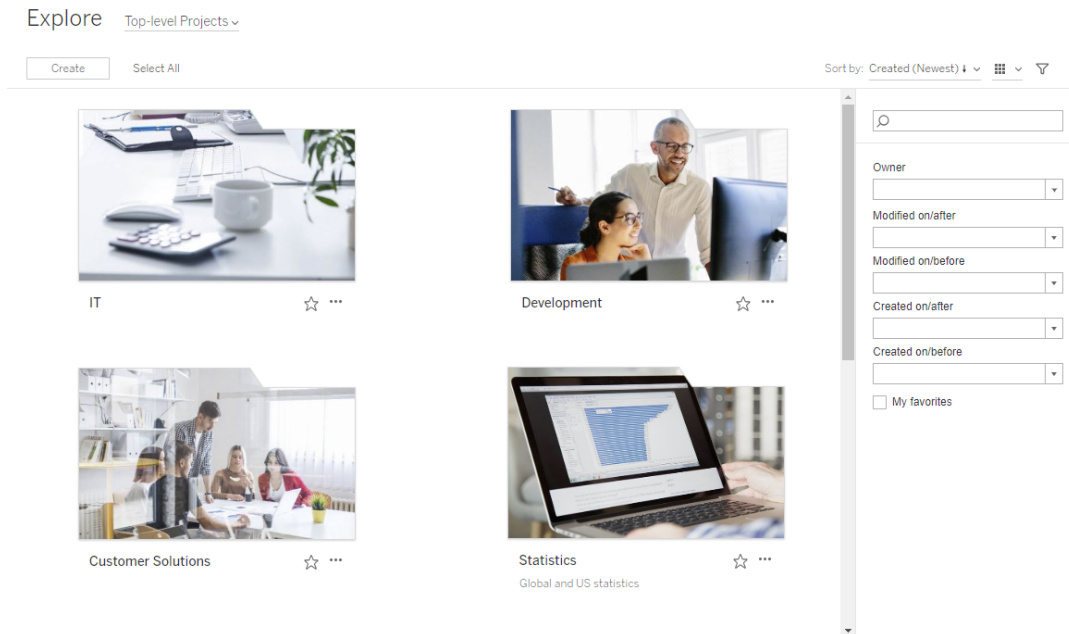 Explore Top-level Projects
Create Select All Sort by: Created (Newest)
IT
Development
Customer Solutions
Statistics
Global and US statistics
Owner
Modified on/after
Modified on/before
Created on/after
Created on/before
My favorites